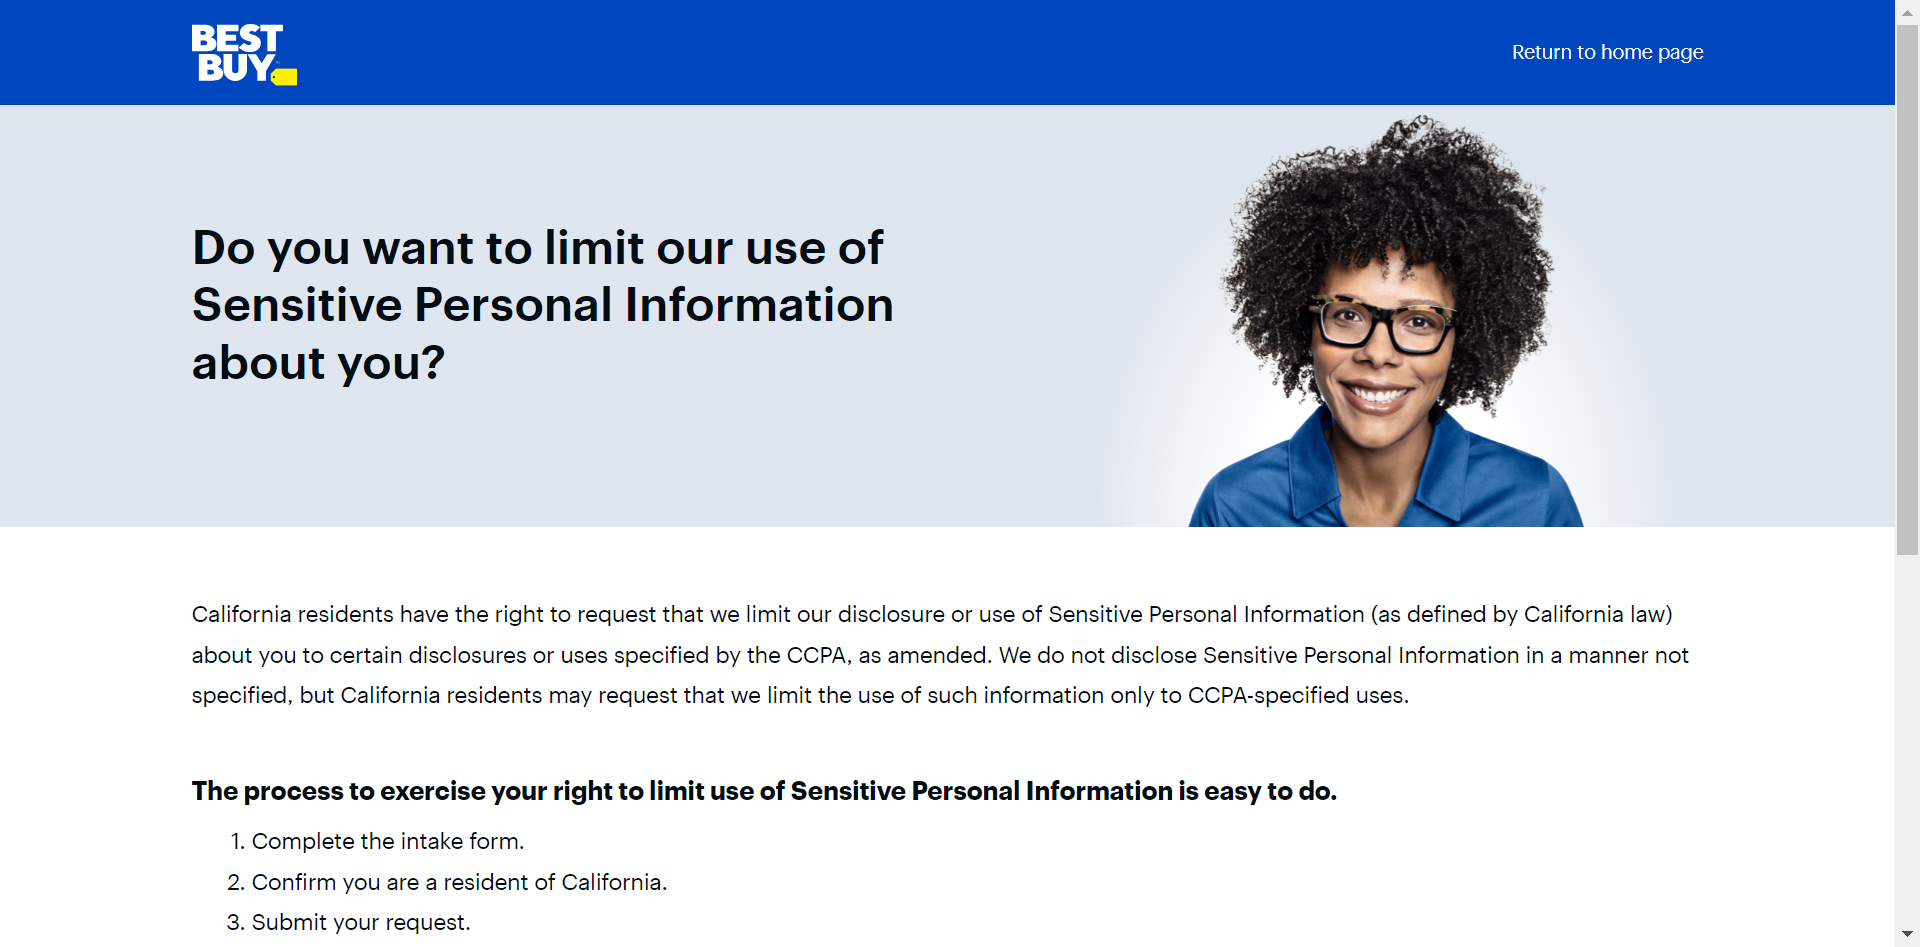 BEST
BUY
Return to home page
Do you want to limit our use of
Sensitive Personal Information
about you?
California residents have the right to request that we limit our disclosure or use of Sensitive Personal Information (as defined by California law)
about you to certain disclosures or uses specified by the CCPA, as amended. We do not disclose Sensitive Personal Information in a manner not
specified, but California residents may request that we limit the use of such information only to CCPA-specified uses.
The process to exercise your right to limit use of Sensitive Personal Information is easy to do.
1. Complete the intake form.
2. Confirm you are a resident of California.
3. Submit your request.